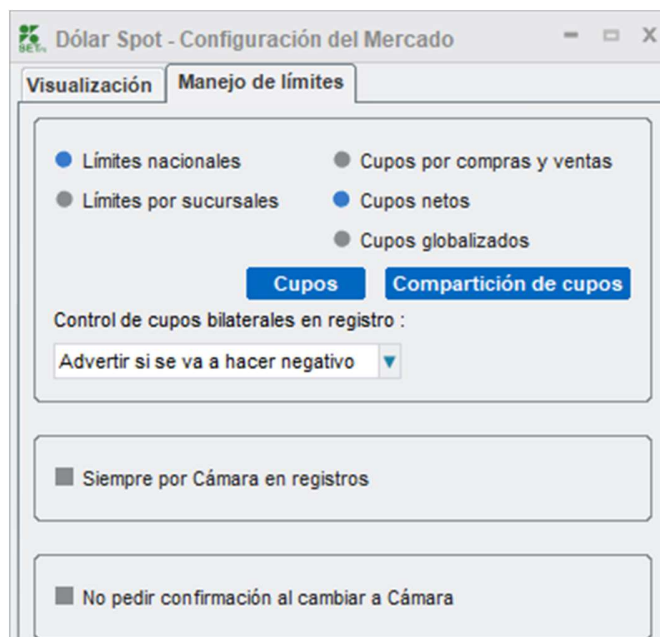 Dólar Spot - Configuración del Mercado
Visualización
Manejo de límites
Límites nacionales
Cupos por compras y ventas
Límites por sucursales
Cupos netos
Cupos globalizados
Cupos
Compartición de cupos
Control de cupos bilaterales en registro :
Advertir si se va a hacer negativo
Siempre por Cámara en registros
No pedir confirmación al cambiar a Cámara